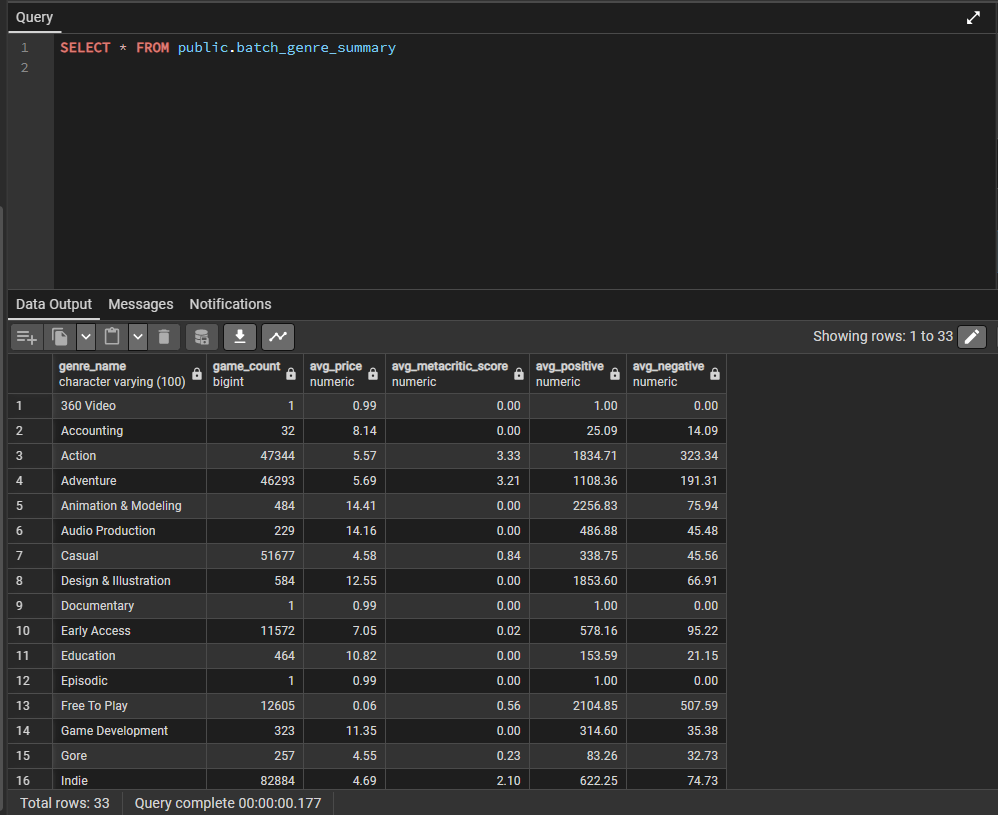 Query
1 SELECT * FROM public.batch_genre_summary
2
Data Output Messages Notifications
Showing rows: 1 to 33
genre_name game_count avg_price avg_metacritic_score avg_positive avg_negative
character varying (100) bigint numeric numeric numeric numeric
1 360 Video 1 0.99 0.00 1.00 0.00
2 Accounting 32 8.14 0.00 25.09 14.09
3 Action 47344 5.57 3.33 1834.71 323.34
4 Adventure 46293 5.69 3.21 1108.36 191.31
5 Animation & Modeling 484 14.41 0.00 2256.83 75.94
6 Audio Production 229 14.16 0.00 486.88 45.48
7 Casual 51677 4.58 0.84 338.75 45.56
8 Design & Illustration 584 12.55 0.00 1853.60 66.91
9 Documentary 1 0.99 0.00 1.00 0.00
10 Early Access 11572 7.05 0.02 578.16 95.22
11 Education 464 10.82 0.00 153.59 21.15
12 Episodic 1 0.99 0.00 1.00 0.00
13 Free To Play 12605 0.06 0.56 2104.85 507.59
14 Game Development 323 11.35 0.00 314.60 35.38
15 Gore 257 4.55 0.23 83.26 32.73
16 Indie 82884 4.69 2.10 622.25 74.73
Total rows: 33 Query complete 00:00:00.177